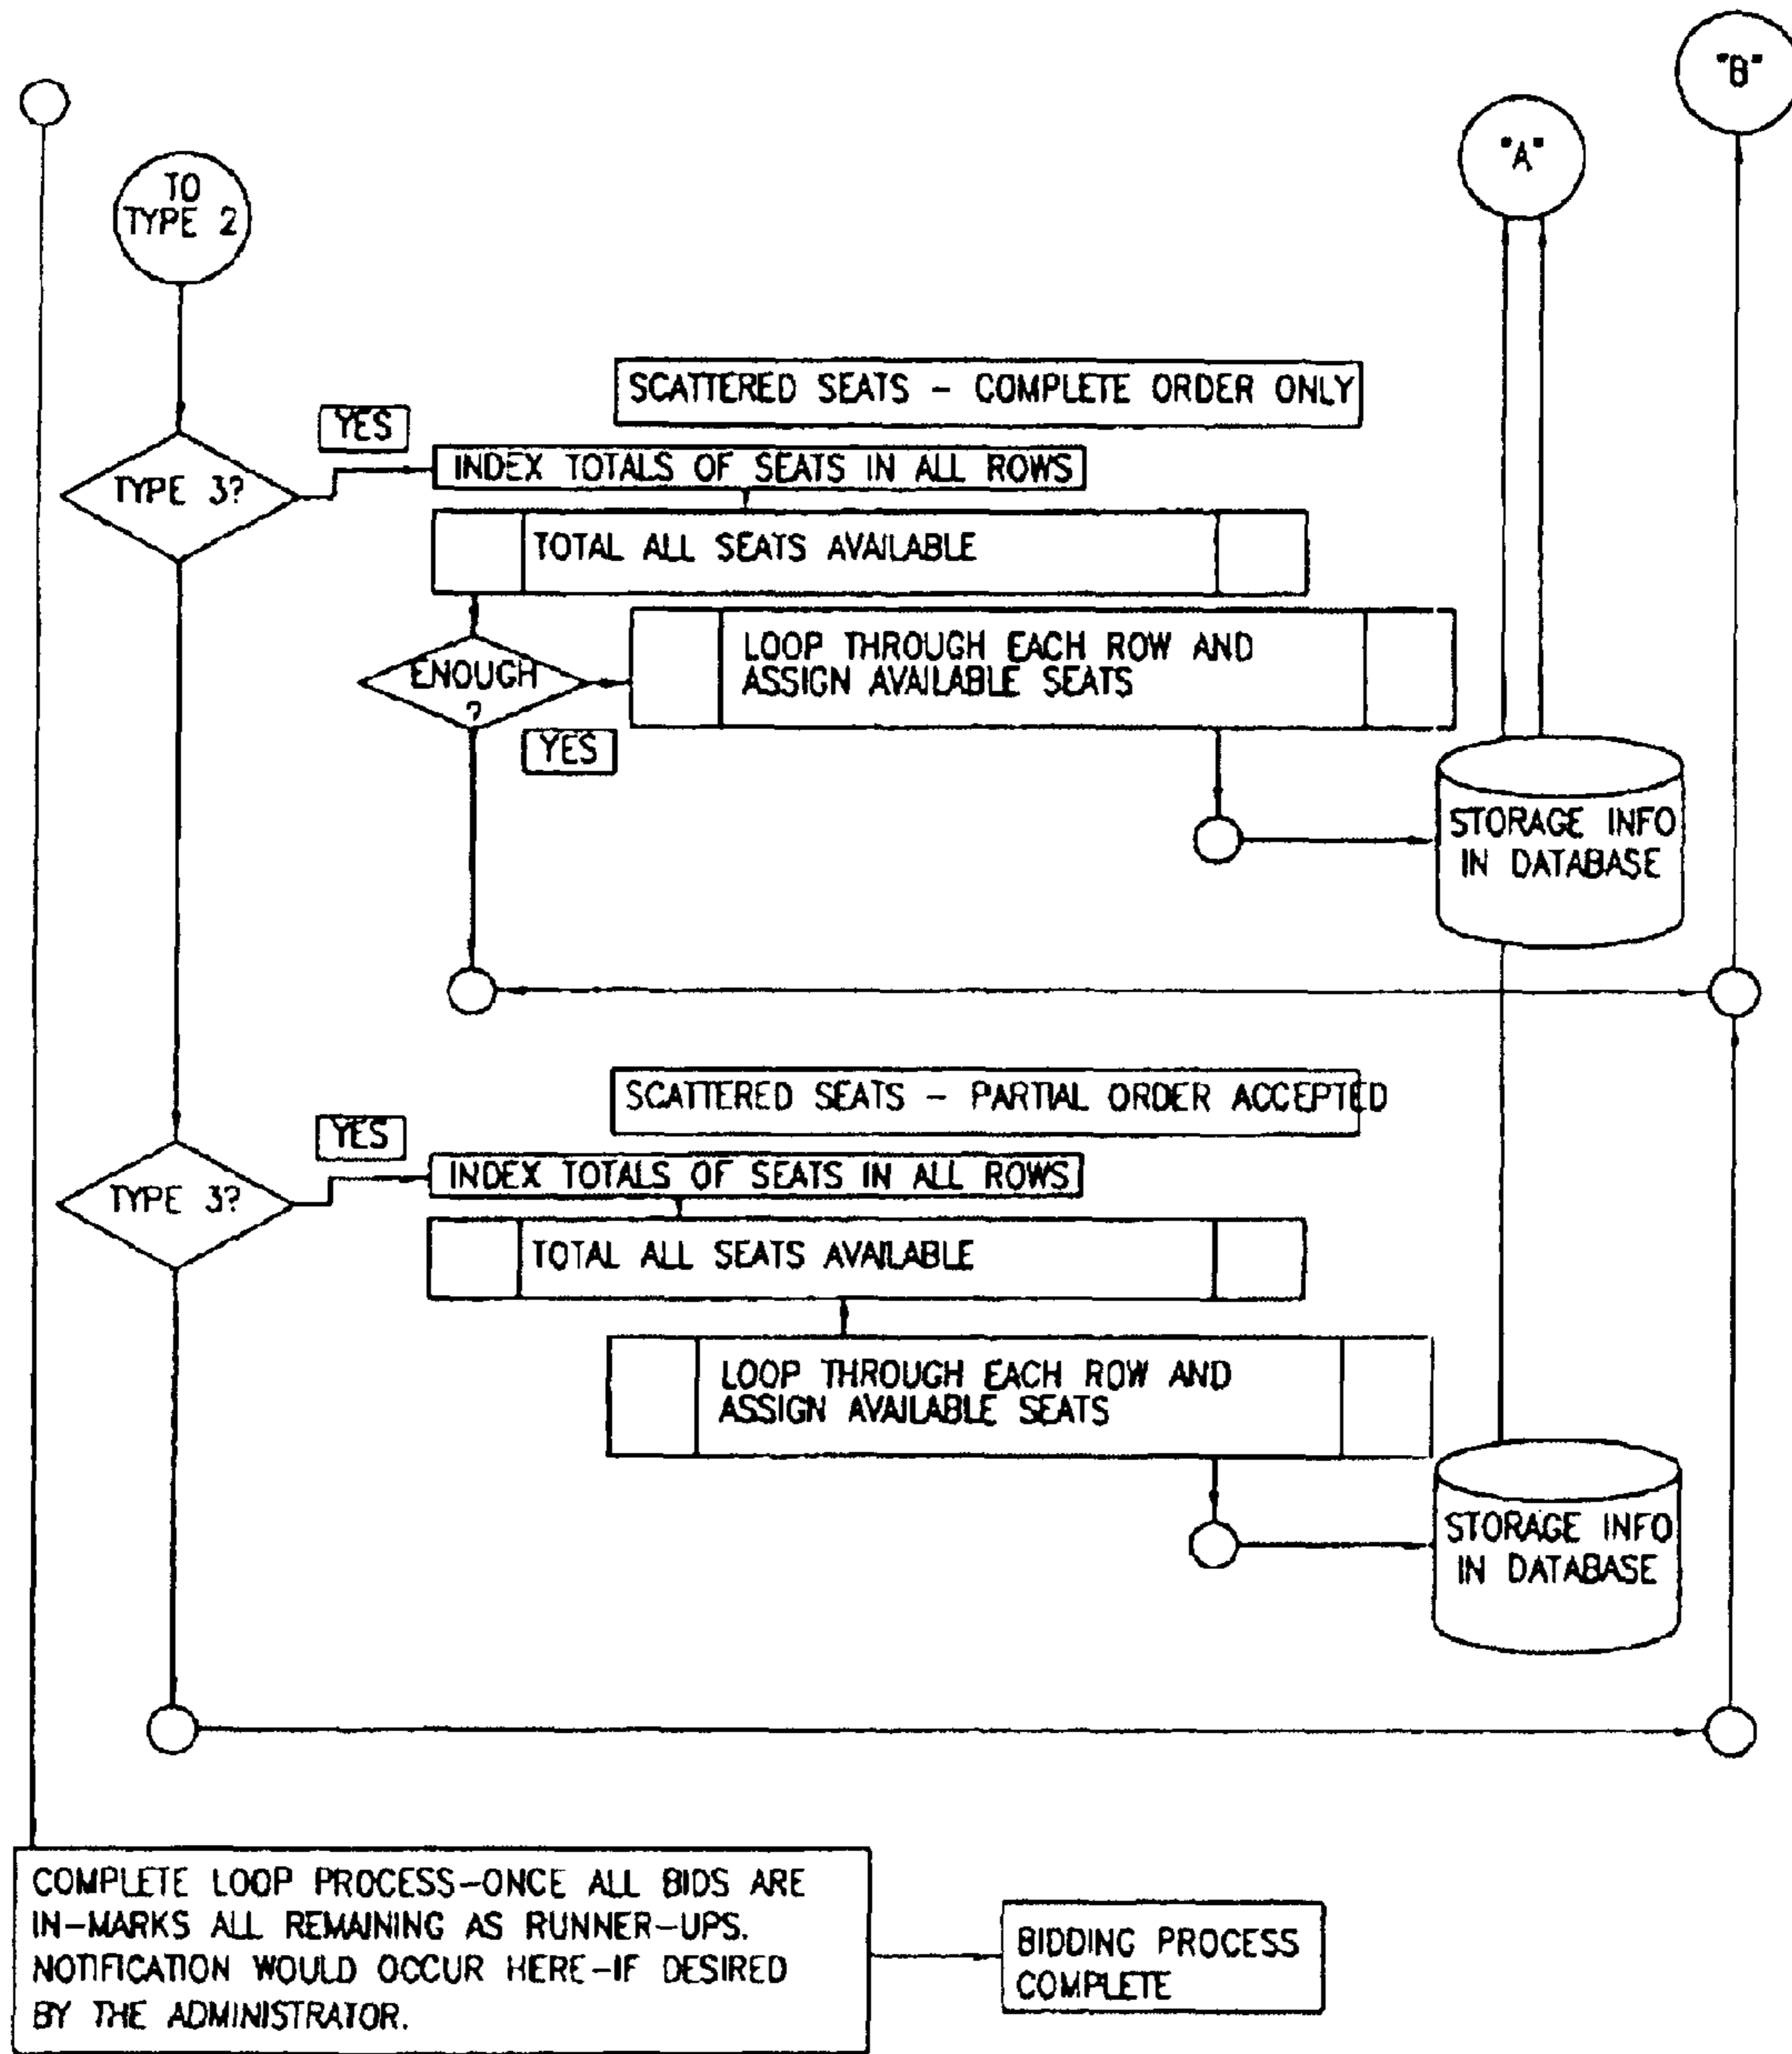 "B"
"A"
TO
TYPE 2
SCATTERED SEATS - COMPLETE ORDER ONLY
YES
TYPE 3?
INDEX TOTALS OF SEATS IN ALL ROWS
TOTAL ALL SEATS AVAILABLE
LOOP THROUGH EACH ROW AND
ASSIGN AVAILABLE SEATS
ENOUGH
?
YES
STORAGE INFO
IN DATABASE
SCATTERED SEATS - PARTIAL ORDER ACCEPTED
YES
TYPE 3?
INDEX TOTALS OF SEATS IN ALL ROWS
TOTAL ALL SEATS AVAILABLE
LOOP THROUGH EACH ROW AND
ASSIGN AVAILABLE SEATS
STORAGE INFO
IN DATABASE
COMPLETE LOOP PROCESS-ONCE ALL BIDS ARE
IN-MARKS ALL REMAINING AS RUNNER-UPS.
NOTIFICATION WOULD OCCUR HERE-IF DESIRED
BY THE ADMINISTRATOR.
BIDDING PROCESS
COMPLETE